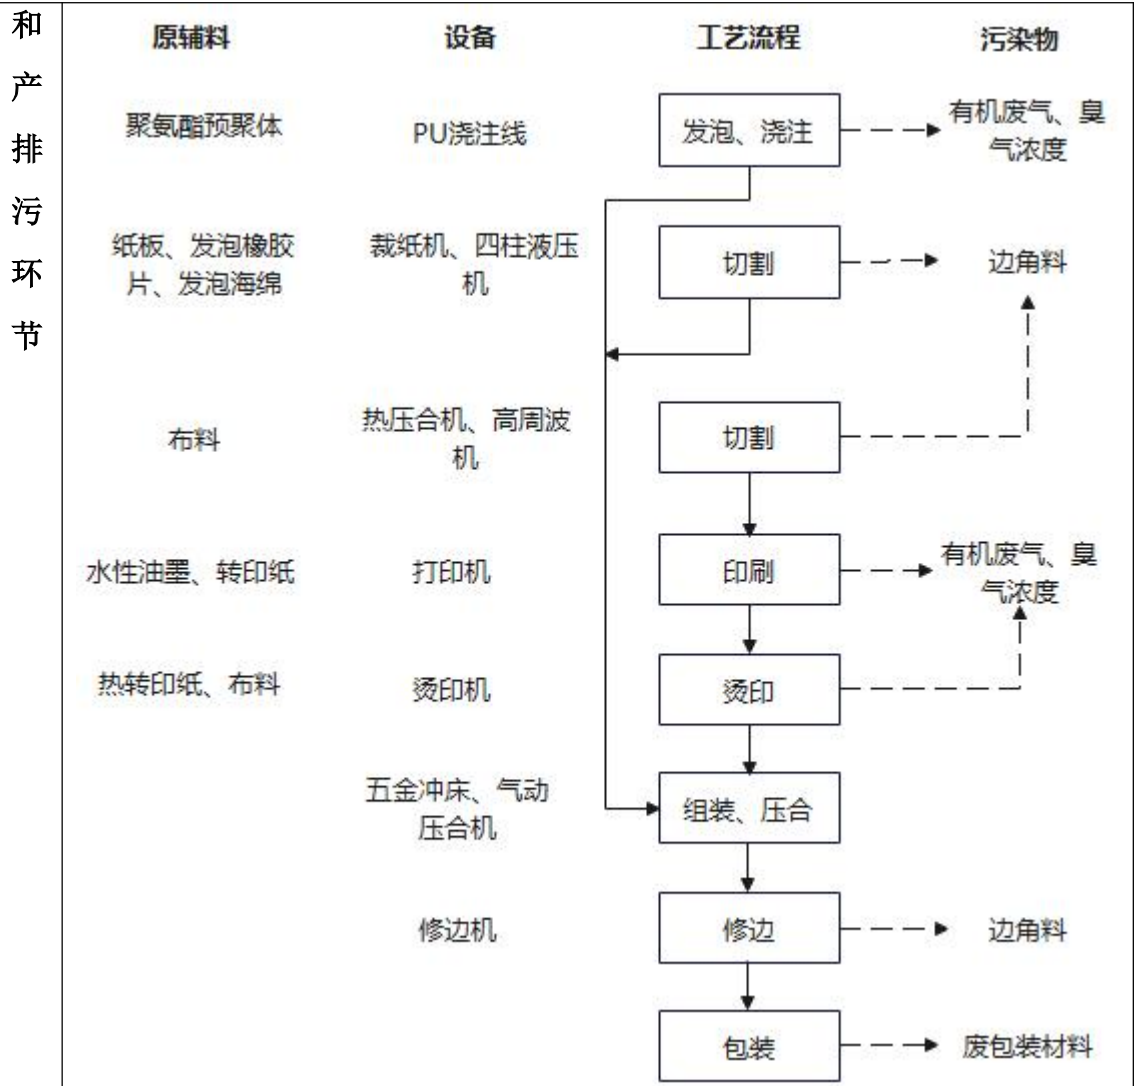 和
产
排
污
环
节
原辅料 设备 工艺流程 污染物
聚氨酯预聚体 PU浇注线 发泡、浇注 有机废气、臭
气浓度
纸板、发泡橡胶 裁纸机、四柱液压 切割 边角料
片、发泡海绵 机
布料 热压合机、高周波 切割
机
水性油墨、转印纸 打印机 印刷 有机废气、臭
气浓度
热转印纸、布料 烫印机 烫印
五金冲床、气动 组装、压合
压合机
修边机 修边 边角料
包装 废包装材料